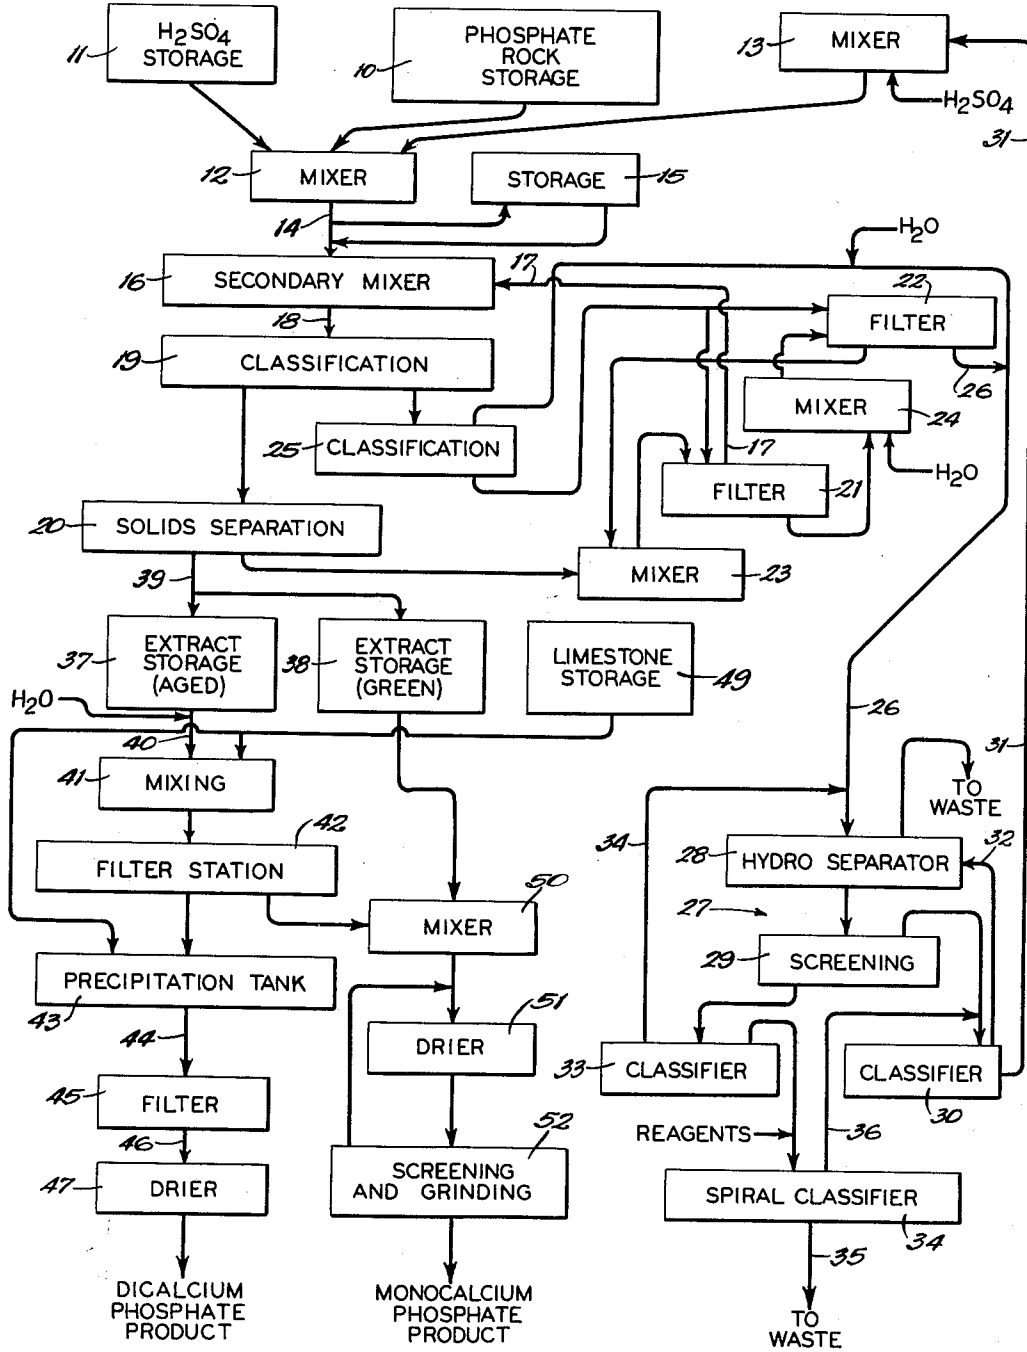 H₂SO₄
STORAGE
11
PHOSPHATE
ROCK
STORAGE
10
MIXER
13
H₂SO₄
31
MIXER
12
STORAGE
15
14
H₂O
SECONDARY MIXER
16
17
FILTER
22
18
CLASSIFICATION
19
26
MIXER
24
CLASSIFICATION
25
17
H₂O
FILTER
21
SOLIDS SEPARATION
20
MIXER
23
39
EXTRACT
STORAGE
(AGED)
37
EXTRACT
STORAGE
(GREEN)
38
LIMESTONE
STORAGE
49
H₂O
40
26
31
MIXING
41
TO
WASTE
42
FILTER STATION
34
28
HYDRO SEPARATOR
32
50
MIXER
27
29
SCREENING
PRECIPITATION TANK
43
51
DRIER
44
33
CLASSIFIER
CLASSIFIER
30
45
FILTER
46
REAGENTS
36
52
SCREENING
AND GRINDING
47
DRIER
SPIRAL CLASSIFIER
34
35
DICALCIUM
PHOSPHATE
PRODUCT
MONOCALCIUM
PHOSPHATE
PRODUCT
TO
WASTE